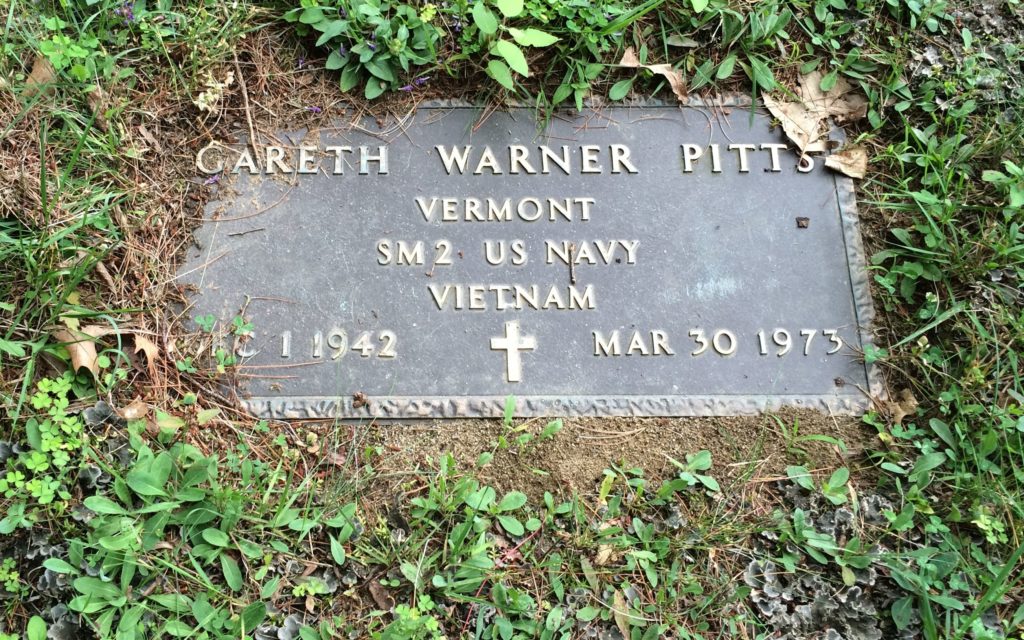 GARETH WARNER PITTS
VERMONT
SM2 US NAVY
VIETNAM
C 1 1942 MAR 30 1973